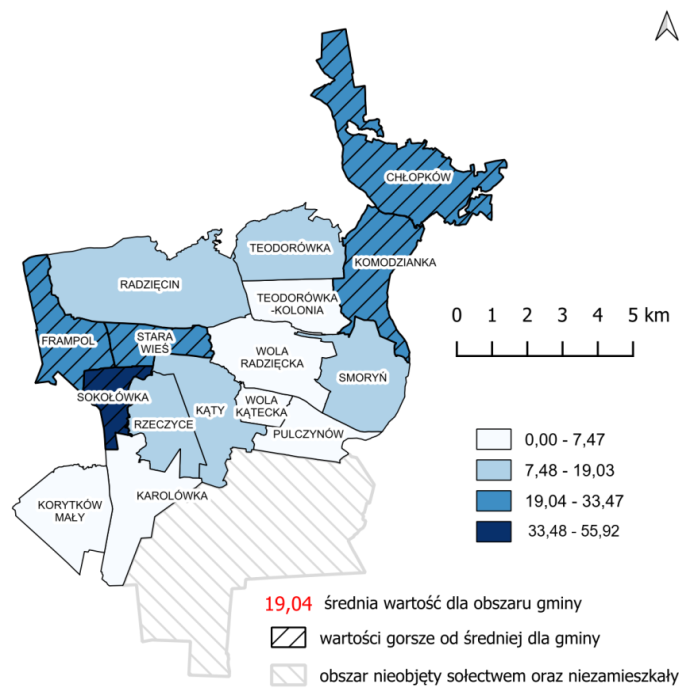 CHŁOPKÓW
TEODORÓWKA
KOMODZIANKA
RADZIĘCIN
TEODORÓWKA
-KOLONIA
0 1 2 3 4 5 km
FRAMPOL
STARA
WIEŚ
WOLA
RADZIĘCKA
SMORYŃ
SOKOŁÓWKA
RZECZYCE
KĄTY
WOLA
KĄTECKA
PULCZYNÓW
KORYTKÓW
MAŁY
KAROLÓWKA
0,00 - 7,47
7,48 - 19,03
19,04 - 33,47
33,48 - 55,92
19,04 średnia wartość dla obszaru gminy
wartości gorsze od średniej dla gminy
obszar nieobjęty sołectwem oraz niezamieszkały